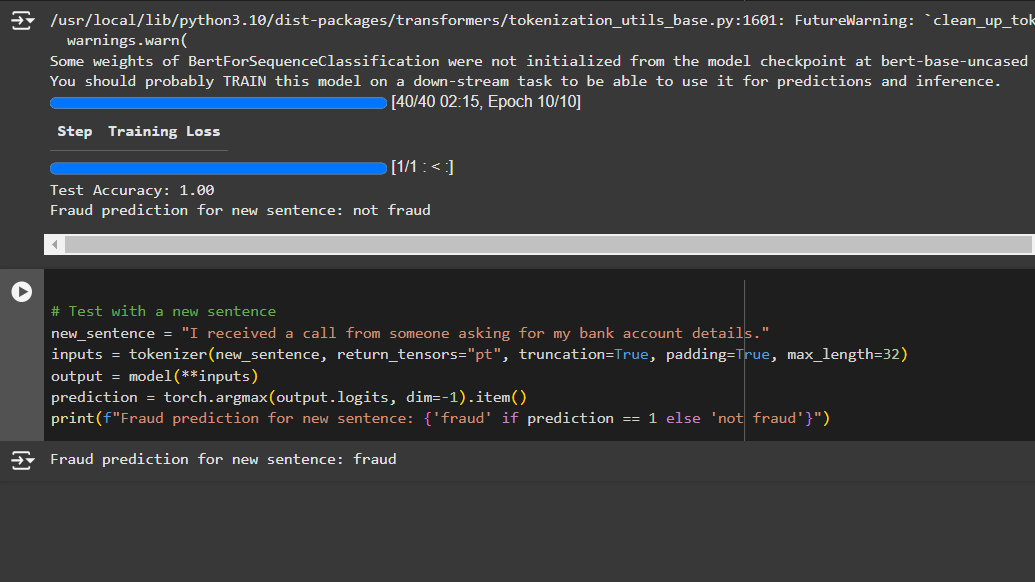 /usr/local/lib/python3.10/dist-packages/transformers/tokenization_utils_base.py:1601: FutureWarning: `clean_up_tok
warnings.warn(
Some weights of BertForSequenceClassification were not initialized from the model checkpoint at bert-base-uncased
You should probably TRAIN this model on a down-stream task to be able to use it for predictions and inference.
[40/40 02:15, Epoch 10/10]
Step Training Loss
[1/1 : < :]
Test Accuracy: 1.00
Fraud prediction for new sentence: not fraud
# Test with a new sentence
new_sentence = "I received a call from someone asking for my bank account details."
inputs = tokenizer(new_sentence, return_tensors="pt", truncation=True, padding=True, max_length=32)
output = model(**inputs)
prediction = torch.argmax(output.logits, dim=-1).item()
print(f"Fraud prediction for new sentence: {'fraud' if prediction == 1 else 'not fraud'}")
Fraud prediction for new sentence: fraud